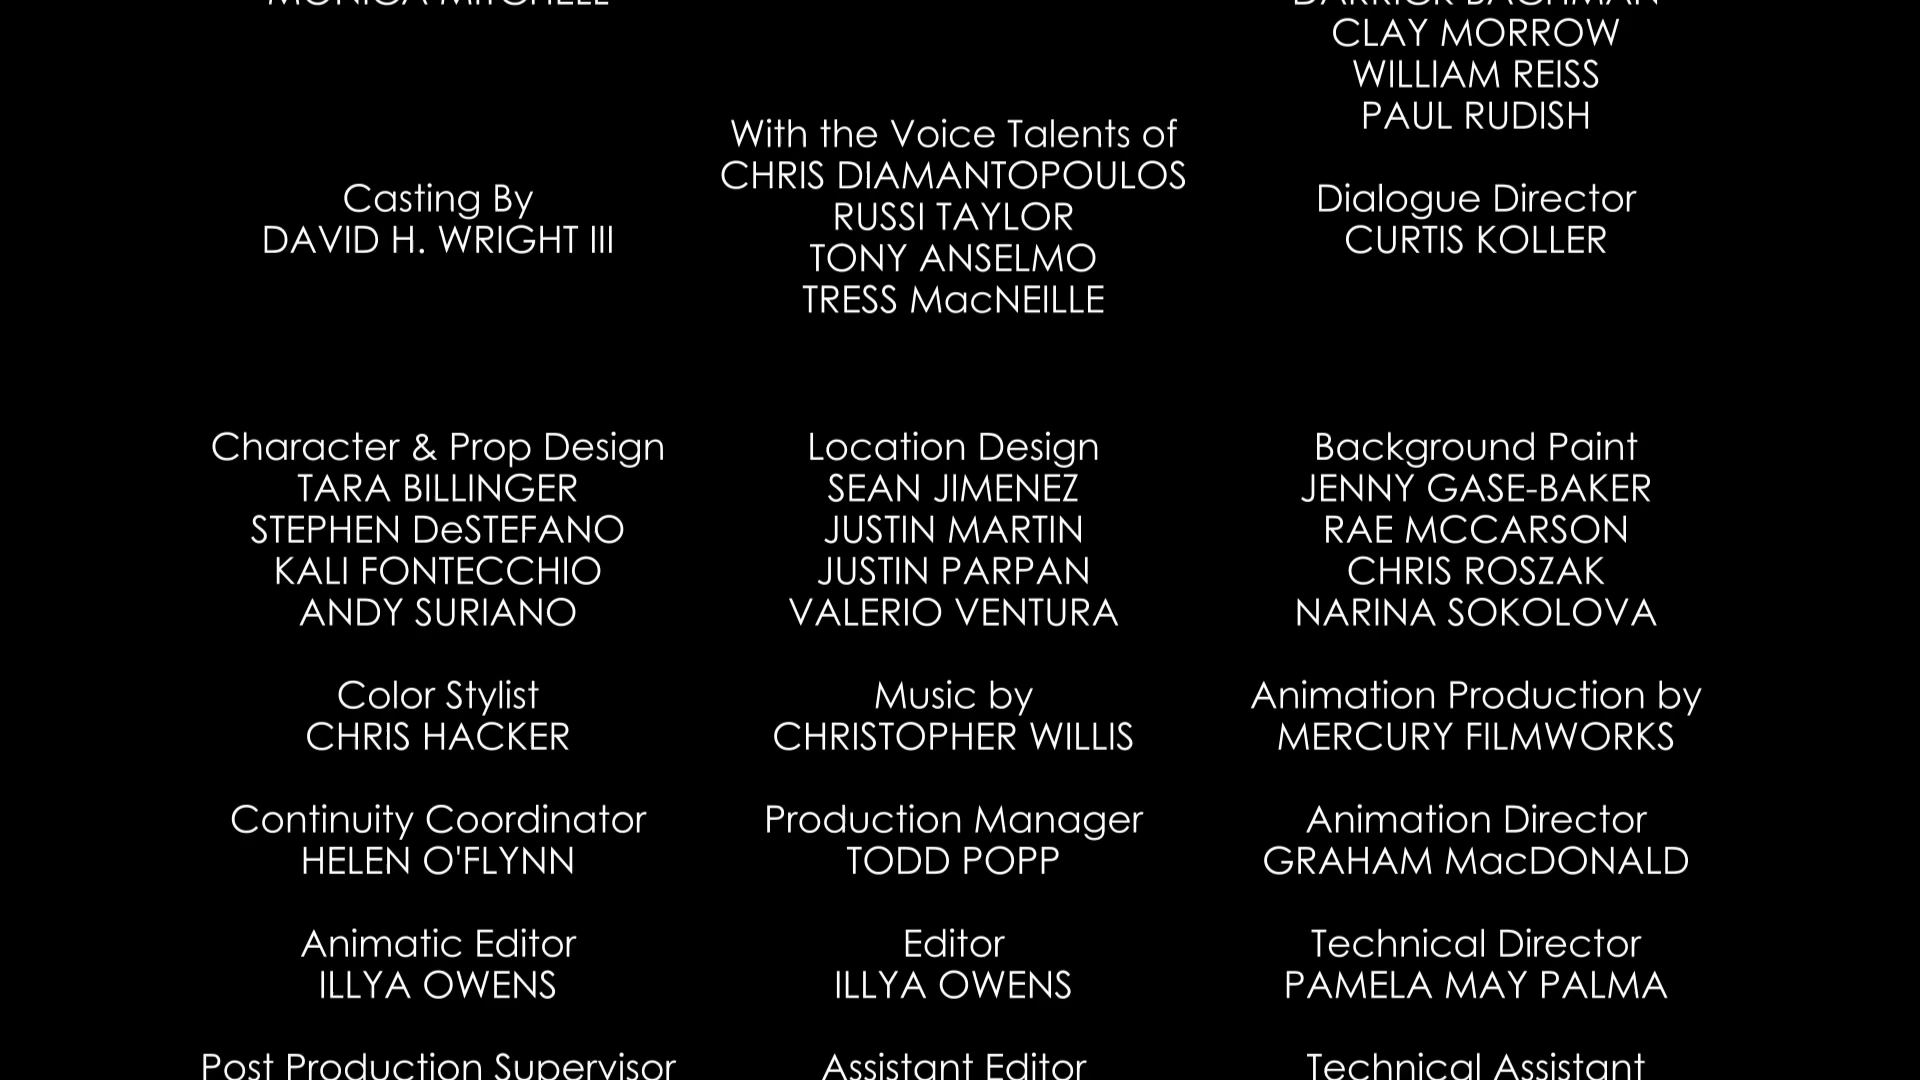 MONICA MITCHELL
DARRICK BACHMAN
CLAY MORROW
WILLIAM REISS
PAUL RUDISH
With the Voice Talents of
CHRIS DIAMANTOPOULOS
RUSSI TAYLOR
TONY ANSELMO
TRESS MacNEILLE
Casting By
DAVID H. WRIGHT III
Dialogue Director
CURTIS KOLLER
Character & Prop Design
TARA BILLINGER
STEPHEN DeSTEFANO
KALI FONTECCHIO
ANDY SURIANO
Location Design
SEAN JIMENEZ
JUSTIN MARTIN
JUSTIN PARPAN
VALERIO VENTURA
Background Paint
JENNY GASE-BAKER
RAE MCCARSON
CHRIS ROSZAK
NARINA SOKOLOVA
Color Stylist
CHRIS HACKER
Music by
CHRISTOPHER WILLIS
Animation Production by
MERCURY FILMWORKS
Continuity Coordinator
HELEN O'FLYNN
Production Manager
TODD POPP
Animation Director
GRAHAM MacDONALD
Animatic Editor
ILLYA OWENS
Editor
ILLYA OWENS
Technical Director
PAMELA MAY PALMA
Post Production Supervisor
Assistant Editor
Technical Assistant